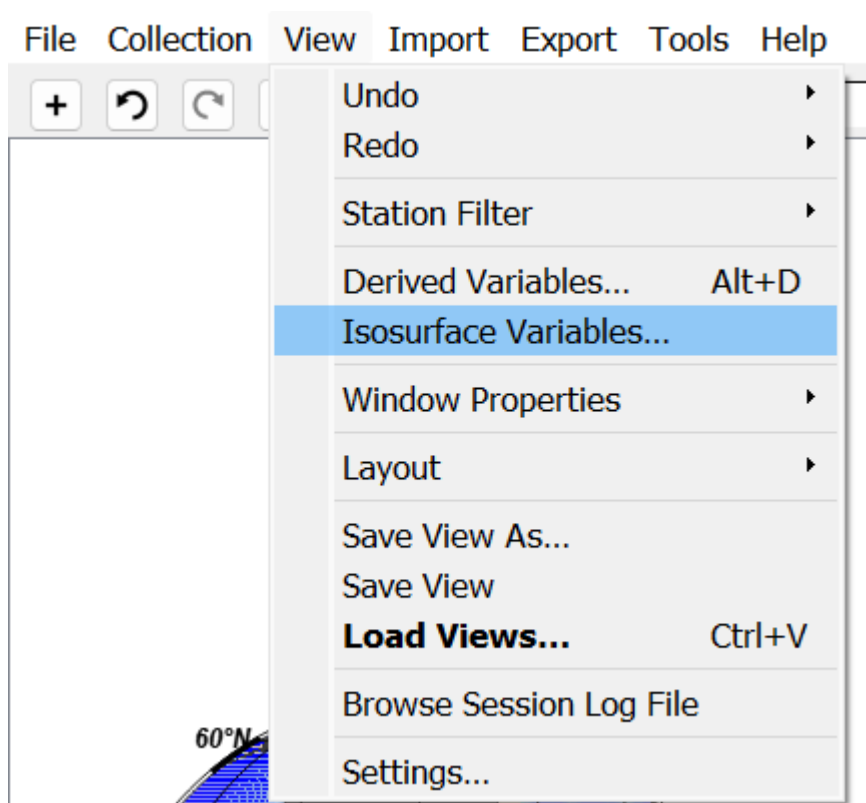 File Collection View Import Export Tools Help
Undo
Redo
Station Filter
Derived Variables... Alt+D
Isosurface Variables...
Window Properties
Layout
Save View As...
Save View
Load Views... Ctrl+V
Browse Session Log File
60°N
Settings...